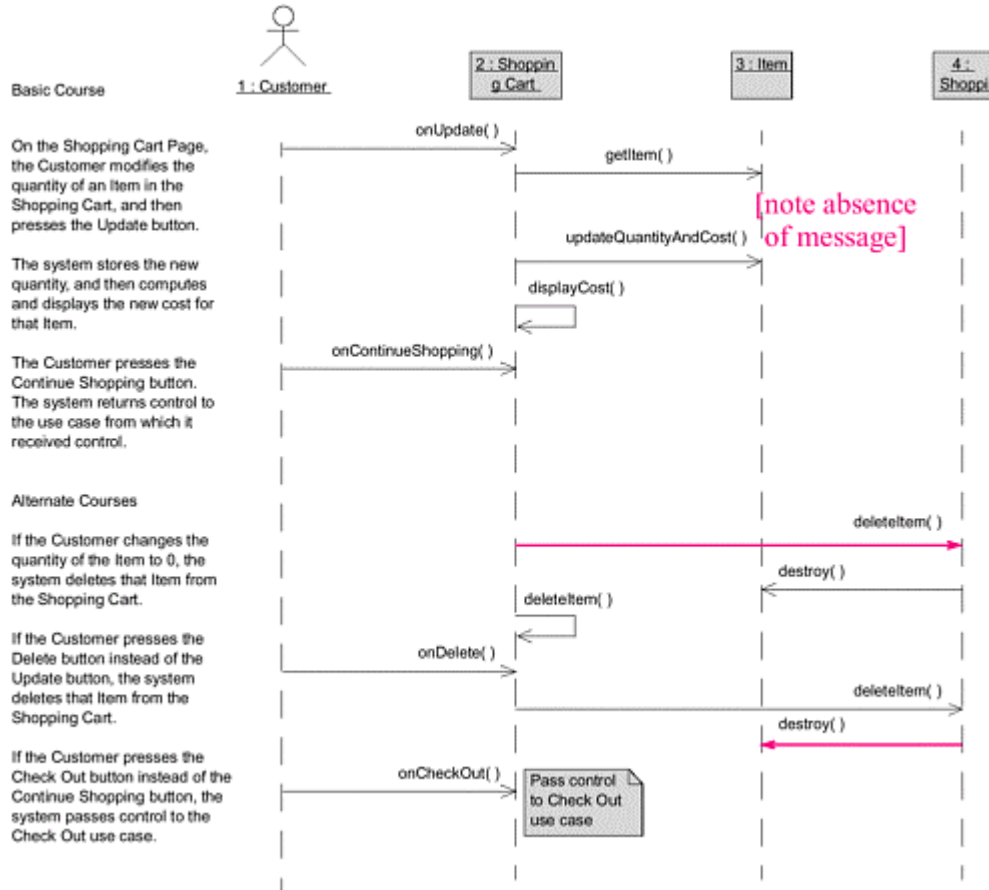 Basic Course
1 : Customer
2 : Shoppin
g Cart
3 : Item
4 :
Shoppi
On the Shopping Cart Page,
the Customer modifies the
quantity of an Item in the
Shopping Cart, and then
presses the Update button.
onUpdate( )
getItem( )
[note absence
of message]
updateQuantityAndCost( )
The system stores the new
quantity, and then computes
and displays the new cost for
that Item.
displayCost( )
onContinueShopping( )
The Customer presses the
Continue Shopping button.
The system returns control to
the use case from which it
received control.
Alternate Courses
deleteItem( )
If the Customer changes the
quantity of the Item to 0, the
system deletes that Item from
the Shopping Cart.
destroy( )
deleteItem( )
If the Customer presses the
Delete button instead of the
Update button, the system
deletes that Item from the
Shopping Cart.
onDelete( )
deleteItem( )
destroy( )
If the Customer presses the
Check Out button instead of the
Continue Shopping button, the
system passes control to the
Check Out use case.
onCheckOut( )
Pass control
to Check Out
use case